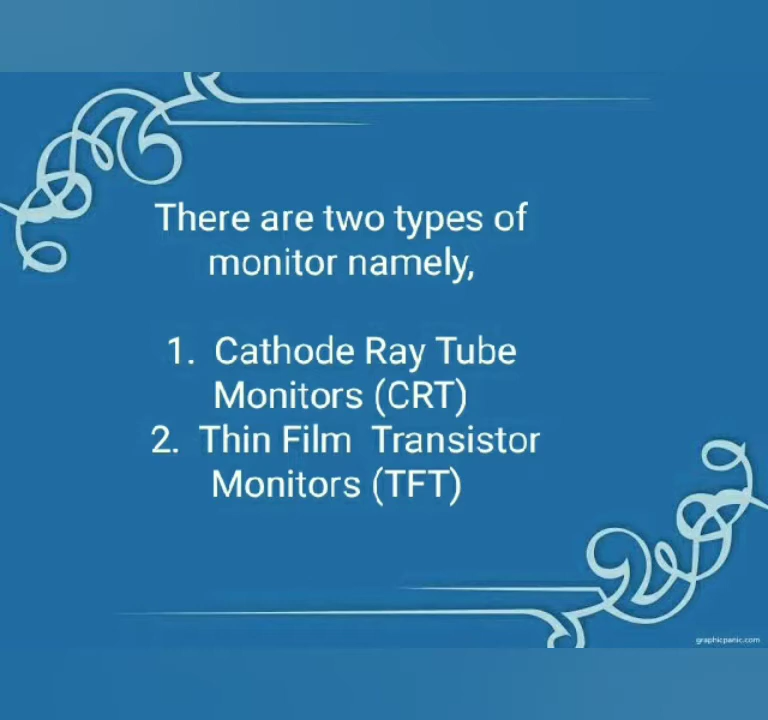 There are two types of
monitor namely,
1. Cathode Ray Tube
Monitors (CRT)
2. Thin Film Transistor
Monitors (TFT)
graphicpanic.com